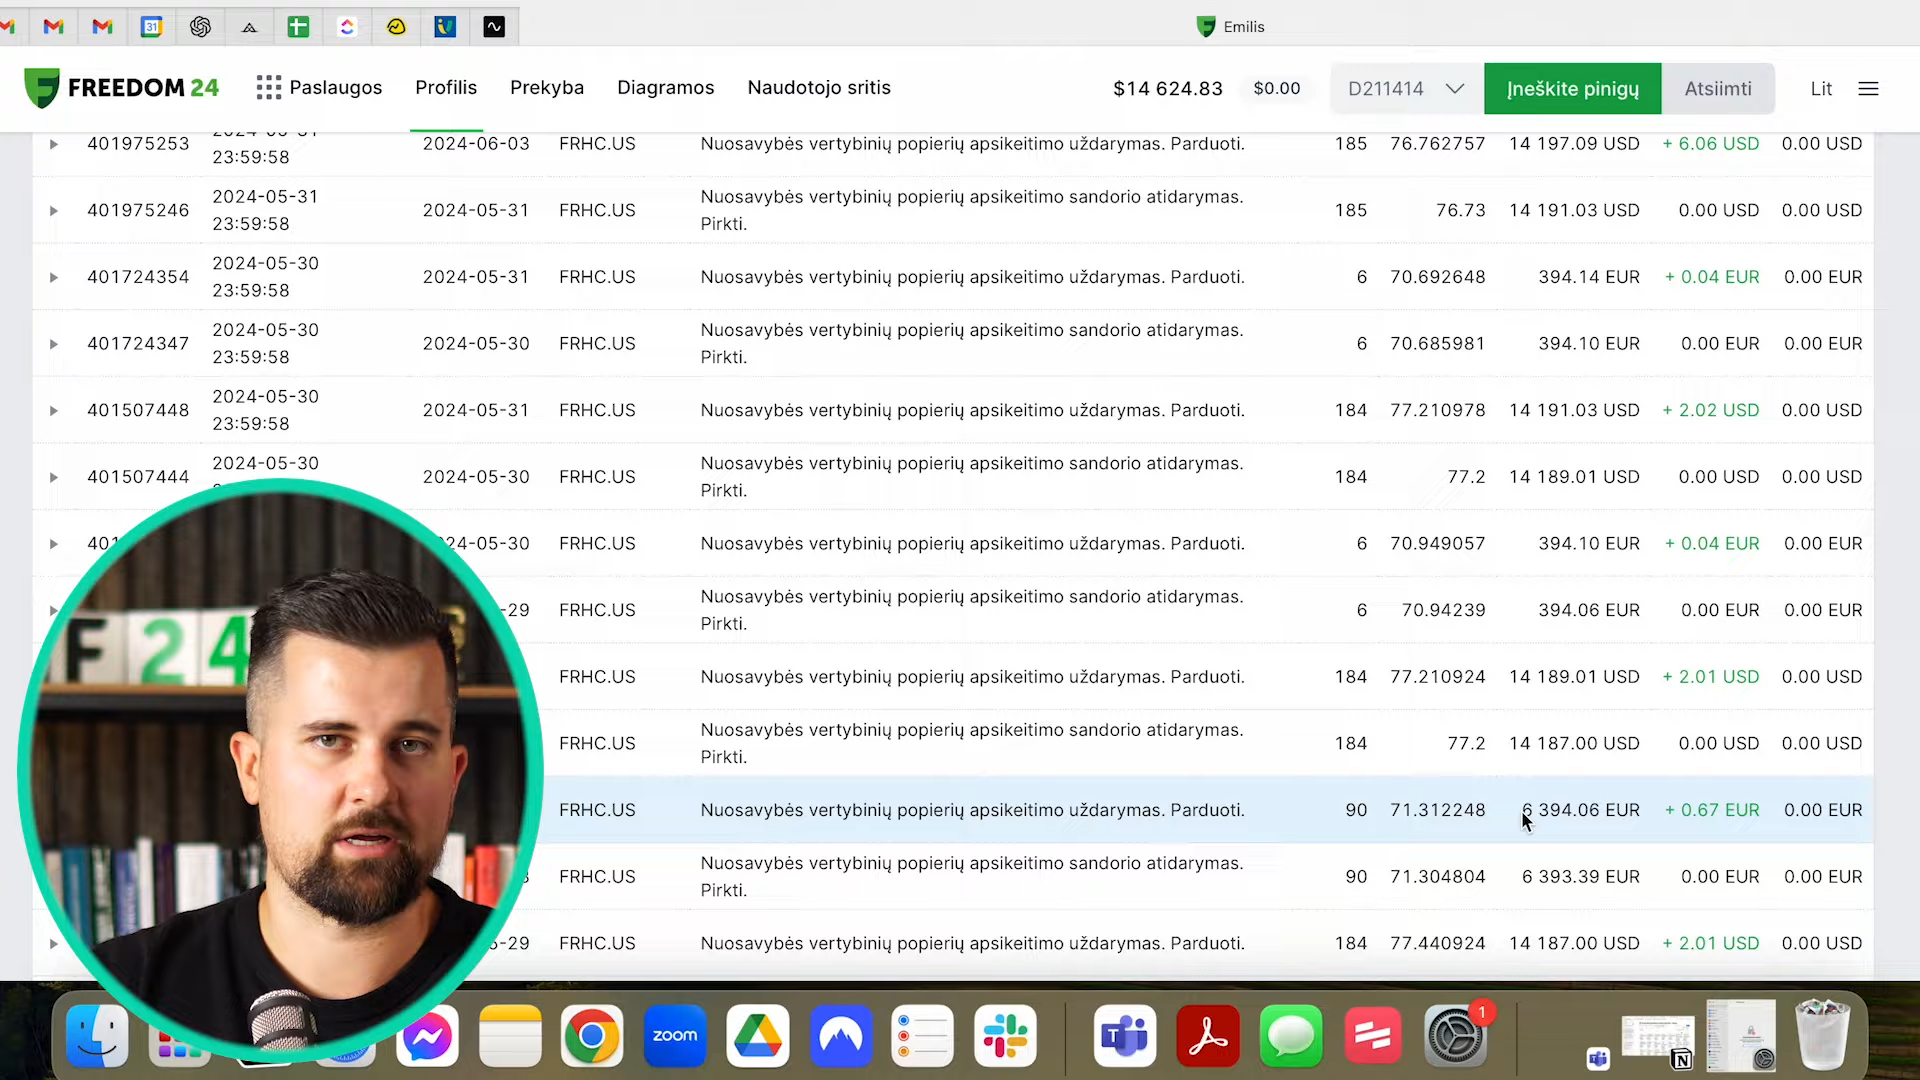 31
Emilis
FREEDOM 24
Paslaugos
Profilis
Prekyba
Diagramos
Naudotojo sritis
$14 624.83
$0.00
D211414
Įneškite pinigų
Atsiimti
Lit
401975253
23:59:58
2024-06-03 FRHC.US Nuosavybės vertybinių popierių apsikeitimo uždarymas. Parduoti. 185 76.762757 14 197.09 USD + 6.06 USD 0.00 USD
2024-05-31
401975246 2024-05-31 FRHC.US Nuosavybės vertybinių popierių apsikeitimo sandorio atidarymas. 185 76.73 14 191.03 USD 0.00 USD 0.00 USD
23:59:58 Pirkti.
2024-05-30
401724354 2024-05-31 FRHC.US Nuosavybės vertybinių popierių apsikeitimo uždarymas. Parduoti. 6 70.692648 394.14 EUR + 0.04 EUR 0.00 EUR
23:59:58
2024-05-30
401724347 2024-05-30 FRHC.US Nuosavybės vertybinių popierių apsikeitimo sandorio atidarymas. 6 70.685981 394.10 EUR 0.00 EUR 0.00 EUR
23:59:58 Pirkti.
2024-05-30
401507448 2024-05-31 FRHC.US Nuosavybės vertybinių popierių apsikeitimo uždarymas. Parduoti. 184 77.210978 14 191.03 USD + 2.02 USD 0.00 USD
23:59:58
2024-05-30
401507444 2024-05-30 FRHC.US Nuosavybės vertybinių popierių apsikeitimo sandorio atidarymas. 184 77.2 14 189.01 USD 0.00 USD 0.00 USD
Pirkti.
24-05-30 FRHC.US Nuosavybės vertybinių popierių apsikeitimo uždarymas. Parduoti. 6 70.949057 394.10 EUR + 0.04 EUR 0.00 EUR
-29 FRHC.US Nuosavybės vertybinių popierių apsikeitimo sandorio atidarymas. 6 70.94239 394.06 EUR 0.00 EUR 0.00 EUR
Pirkti.
FRHC.US Nuosavybės vertybinių popierių apsikeitimo uždarymas. Parduoti. 184 77.210924 14 189.01 USD + 2.01 USD 0.00 USD
FRHC.US Nuosavybės vertybinių popierių apsikeitimo sandorio atidarymas. 184 77.2 14 187.00 USD 0.00 USD 0.00 USD
Pirkti.
FRHC.US Nuosavybės vertybinių popierių apsikeitimo uždarymas. Parduoti. 90 71.312248 6 394.06 EUR + 0.67 EUR 0.00 EUR
FRHC.US Nuosavybės vertybinių popierių apsikeitimo sandorio atidarymas. 90 71.304804 6 393.39 EUR 0.00 EUR 0.00 EUR
Pirkti.
5-29 FRHC.US Nuosavybės vertybinių popierių apsikeitimo uždarymas. Parduoti. 184 77.440924 14 187.00 USD + 2.01 USD 0.00 USD
F 24
zoom
1